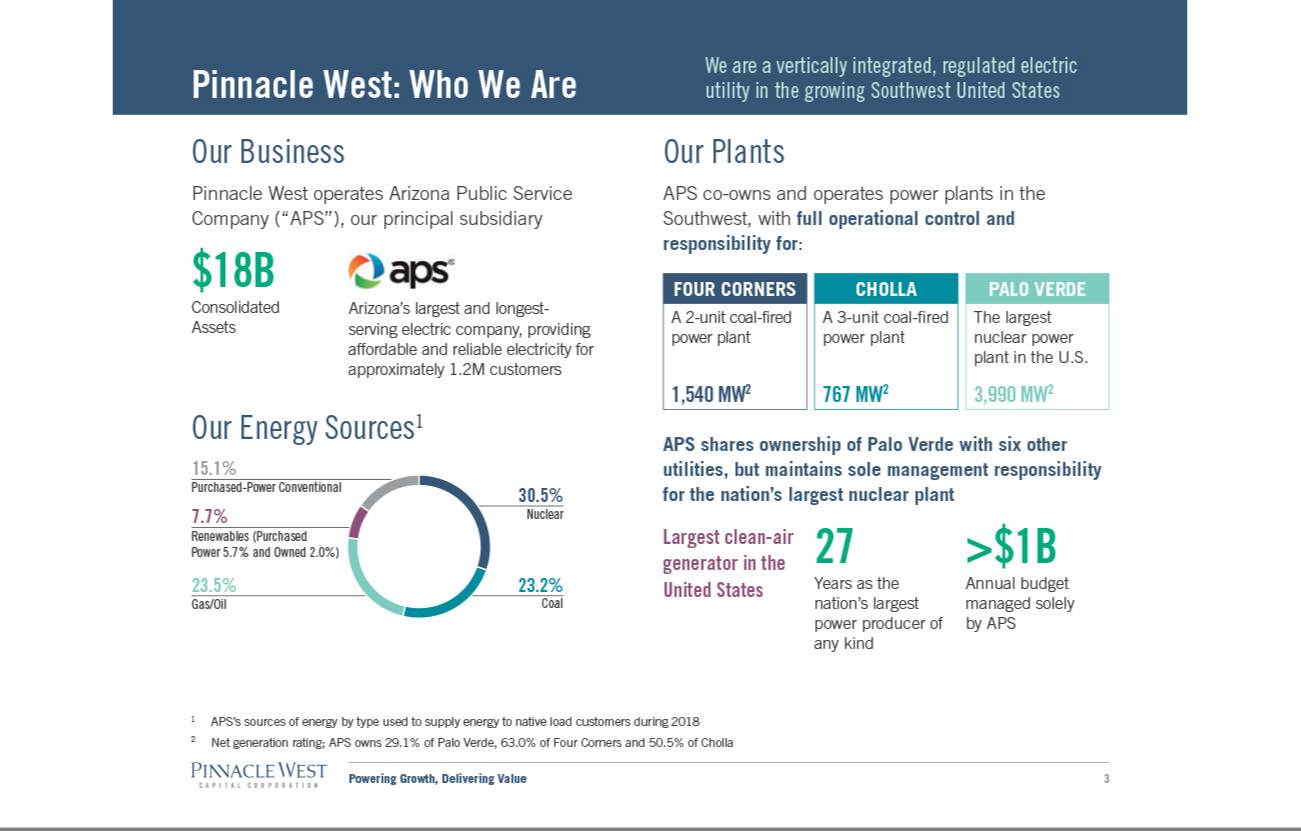 Pinnacle West: Who We Are
We are a vertically integrated, regulated electric
utility in the growing Southwest United States
Our Business
Pinnacle West operates Arizona Public Service
Company (“APS”), our principal subsidiary
$18B
Consolidated
Assets
aps®
Arizona’s largest and longest-
serving electric company, providing
affordable and reliable electricity for
approximately 1.2M customers
Our Energy Sources¹
15.1%
Purchased-Power Conventional
7.7%
Renewables (Purchased
Power 5.7% and Owned 2.0%)
23.5%
Gas/Oil
30.5%
Nuclear
23.2%
Coal
Our Plants
APS co-owns and operates power plants in the
Southwest, with full operational control and
responsibility for:
FOUR CORNERS
A 2-unit coal-fired
power plant
1,540 MW²
CHOLLA
A 3-unit coal-fired
power plant
767 MW²
PALO VERDE
The largest
nuclear power
plant in the U.S.
3,990 MW²
APS shares ownership of Palo Verde with six other
utilities, but maintains sole management responsibility
for the nation’s largest nuclear plant
Largest clean-air
generator in the
United States
27
Years as the
nation’s largest
power producer of
any kind
>$1B
Annual budget
managed solely
by APS
1 APS’s sources of energy by type used to supply energy to native load customers during 2018
2 Net generation rating; APS owns 29.1% of Palo Verde, 63.0% of Four Corners and 50.5% of Cholla
PINNACLE WEST
CAPITAL CORPORATION
Powering Growth, Delivering Value
3